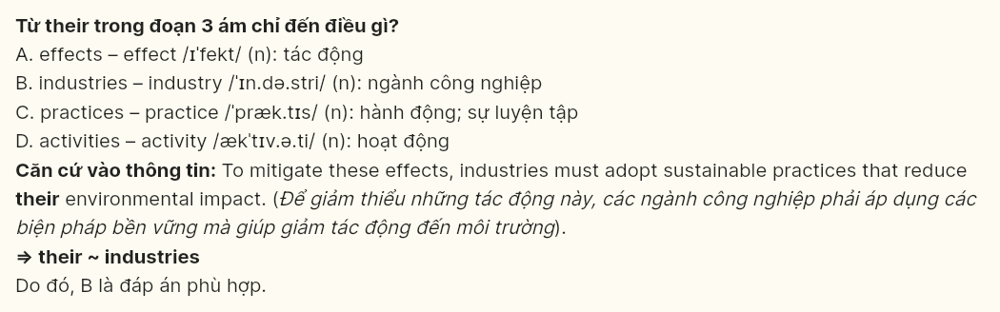 Từ their trong đoạn 3 ám chỉ đến điều gì?
A. effects – effect /ɪˈfekt/ (n): tác động
B. industries – industry /ˈɪn.də.stri/ (n): ngành công nghiệp
C. practices – practice /ˈpræk.tɪs/ (n): hành động; sự luyện tập
D. activities – activity /ækˈtɪv.ə.ti/ (n): hoạt động
Căn cứ vào thông tin: To mitigate these effects, industries must adopt sustainable practices that reduce
their environmental impact. (Để giảm thiểu những tác động này, các ngành công nghiệp phải áp dụng các
biện pháp bền vững mà giúp giảm tác động đến môi trường).
⇒ their ~ industries
Do đó, B là đáp án phù hợp.